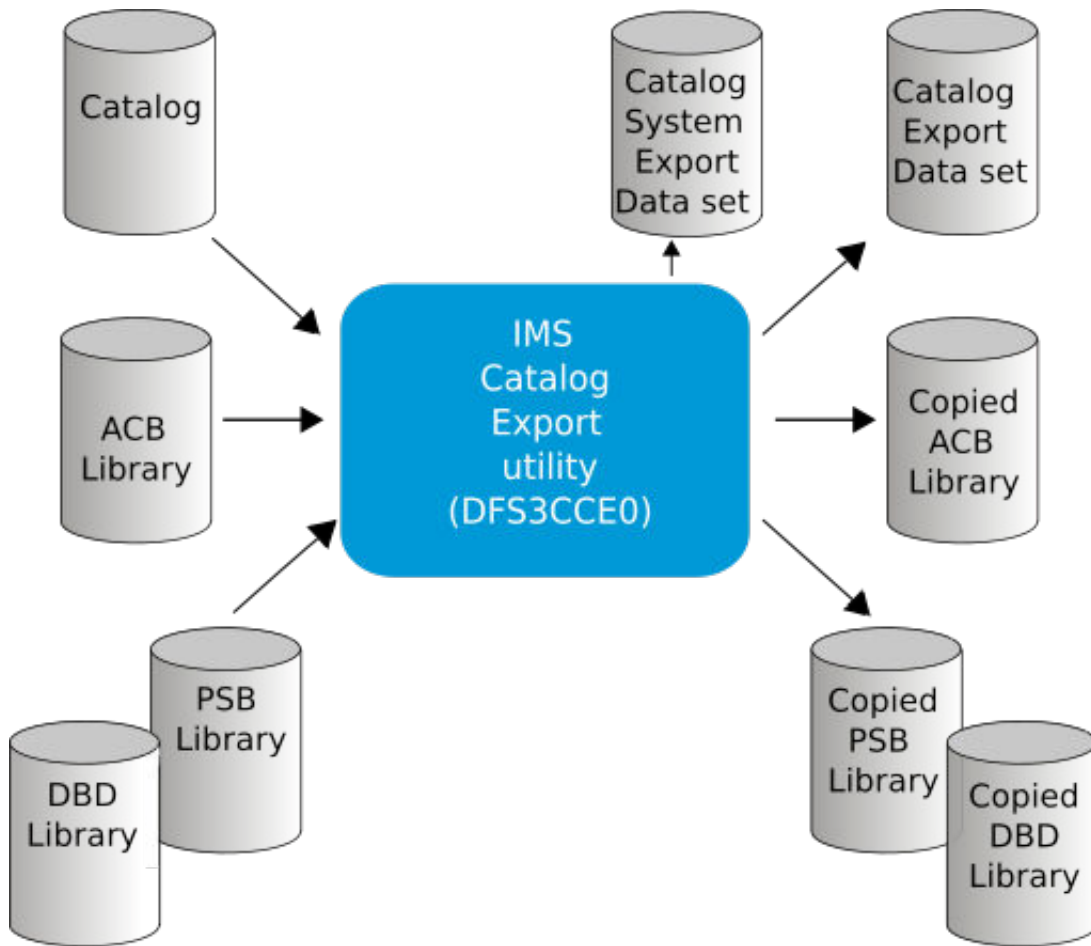 Catalog
Catalog
System
Export
Data set
Catalog
Export
Data set
IMS
Catalog
Export
utility
(DFS3CCE0)
ACB
Library
Copied
ACB
Library
PSB
Library
DBD
Library
Copied
PSB
Library
Copied
DBD
Library